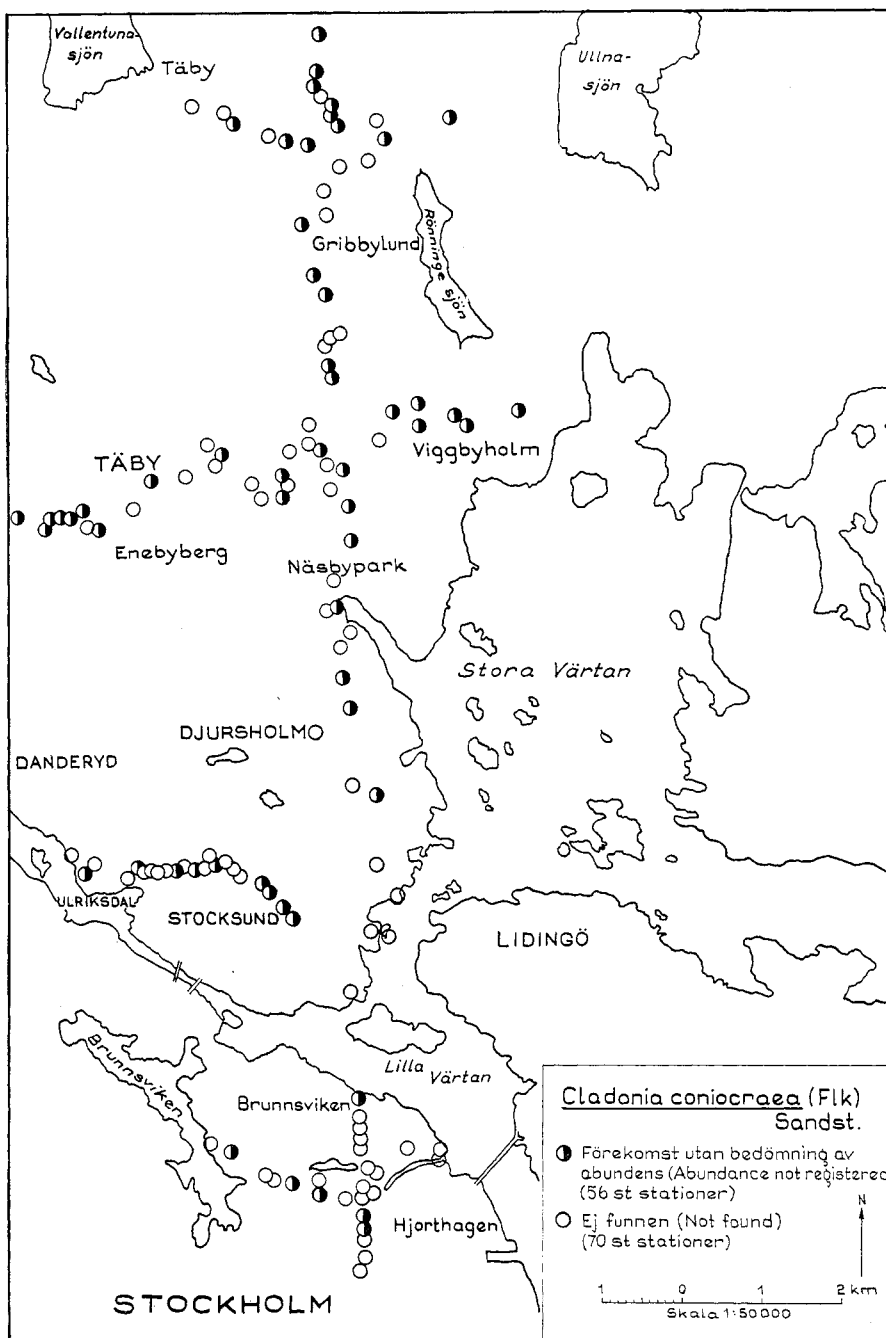 Vollentuna-
sjön
Täby
Ullna-
sjön
Gribbylund
Rönninge sjön
Viggbyholm
TÄBY
Enebyberg
Näsbypark
Stora Värtan
DJURSHOLM
DANDERYD
ULRIKSDAL
STOCKSUND
LIDINGÖ
Brunnsviken
Lilla
Värtan
Brunnsviken
Hjorthagen
STOCKHOLM
Cladonia coniocraea (Flk)
Sandst.
Förekomst utan bedömning av
abundens (Abundance not registered
(56 st stationer)
Ej funnen (Not found)
(70 st stationer)
N
1 0 1 2 km
Skala 1:50000